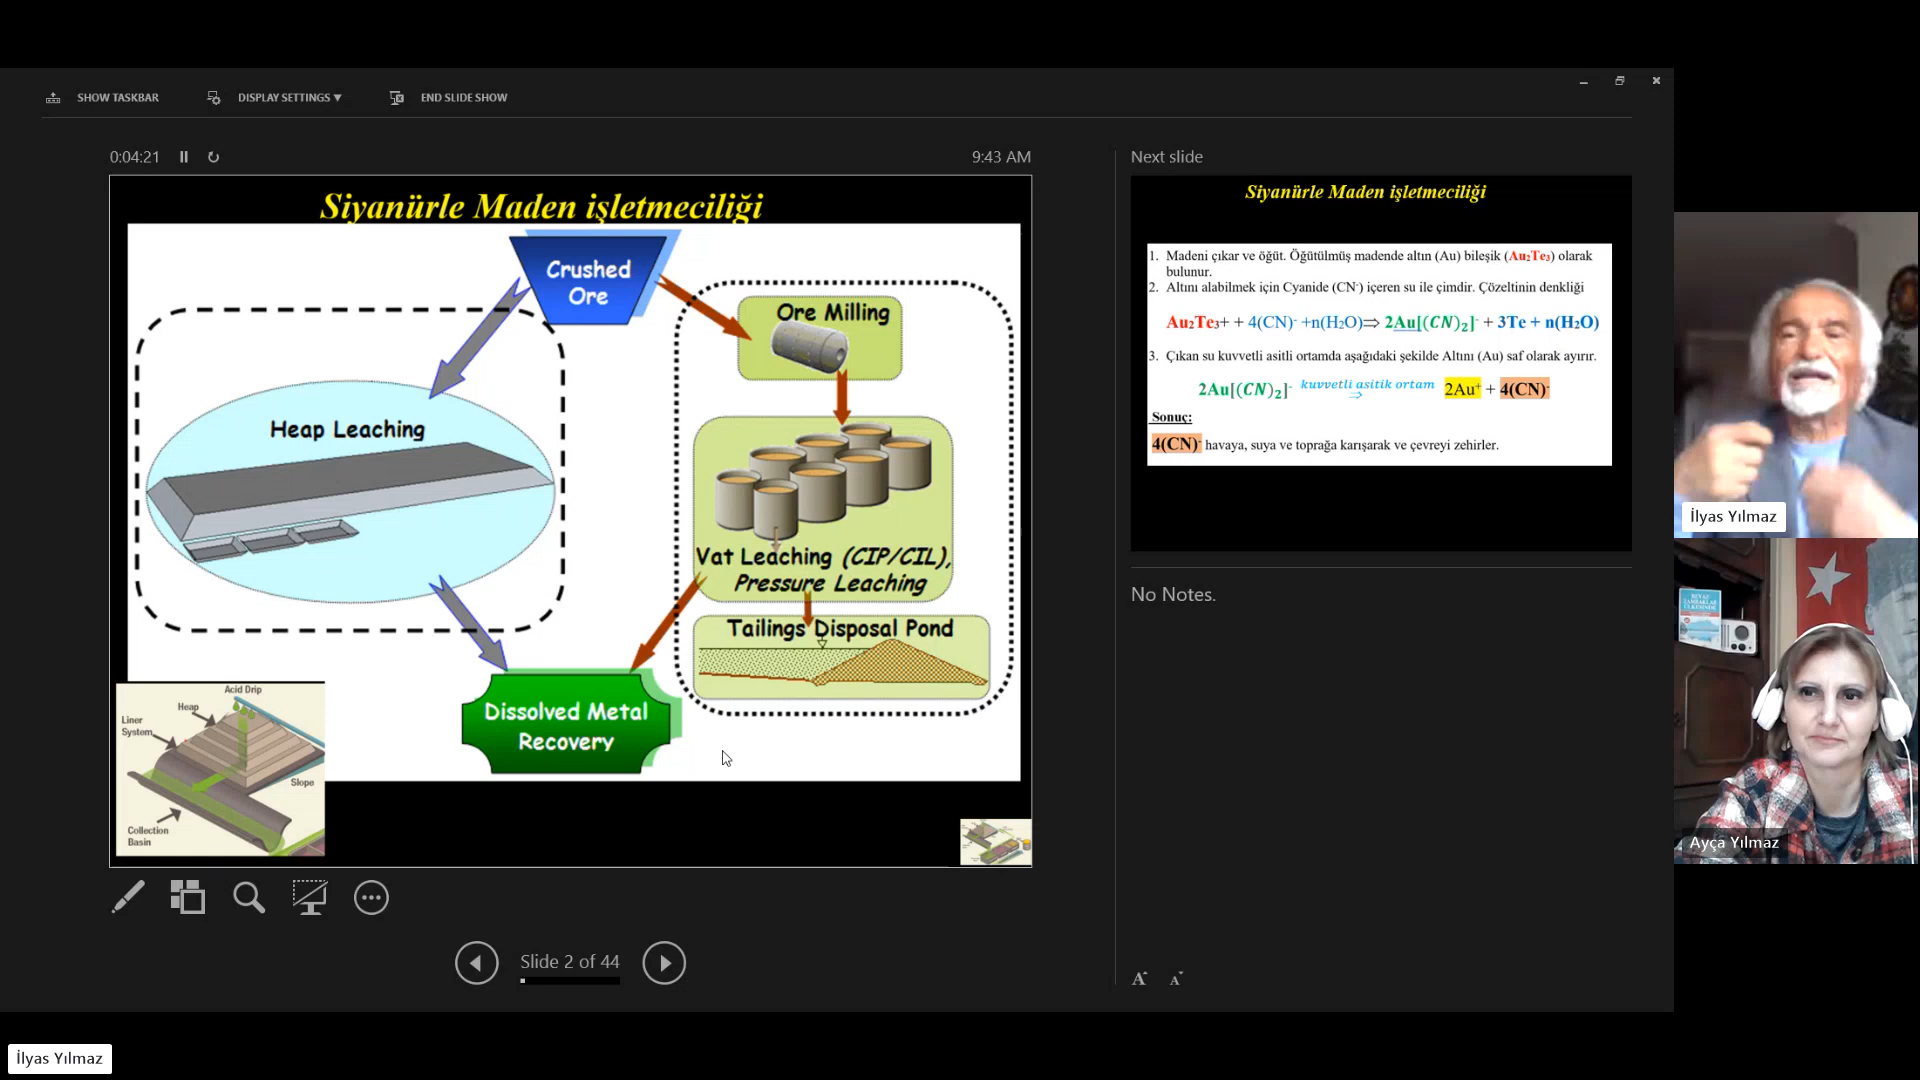 SHOW TASKBAR
DISPLAY SETTINGS ▼
END SLIDE SHOW
0:04:21
9:43 AM
Siyanürle Maden işletmeciliği
Crushed
Ore
Ore Milling
Heap Leaching
Vat Leaching (CIP/CIL),
Pressure Leaching
Tailings Disposal Pond
Dissolved Metal
Recovery
Acid Drip
Heap
Liner
System
Slope
Collection
Basin
Slide 2 of 44
Next slide
Siyanürle Maden işletmeciliği
1. Madeni çıkar ve öğüt. Öğütülmüş madende altın (Au) bileşik (Au₂Te₃) olarak
bulunur.
2. Altını alabilmek için Cyanide (CN⁻) içeren su ile çimdir. Çözeltinin denkliği
Au₂Te₃+ + 4(CN)⁻ +n(H₂O)⇒ 2Au[(CN)₂]⁻ + 3Te + n(H₂O)
3. Çıkan su kuvvetli asitli ortamda aşağıdaki şekilde Altını (Au) saf olarak ayırır.
2Au[(CN)₂]⁻ kuvvetli asitik ortam ⇒ 2Au⁺ + 4(CN)⁻
Sonuç:
4(CN)⁻ havaya, suya ve toprağa karışarak ve çevreyi zehirler.
No Notes.
A A
İlyas Yılmaz
BEYAZ
ZAMBAKLAR
ÜLKESİNDE
Ayça Yılmaz
İlyas Yılmaz